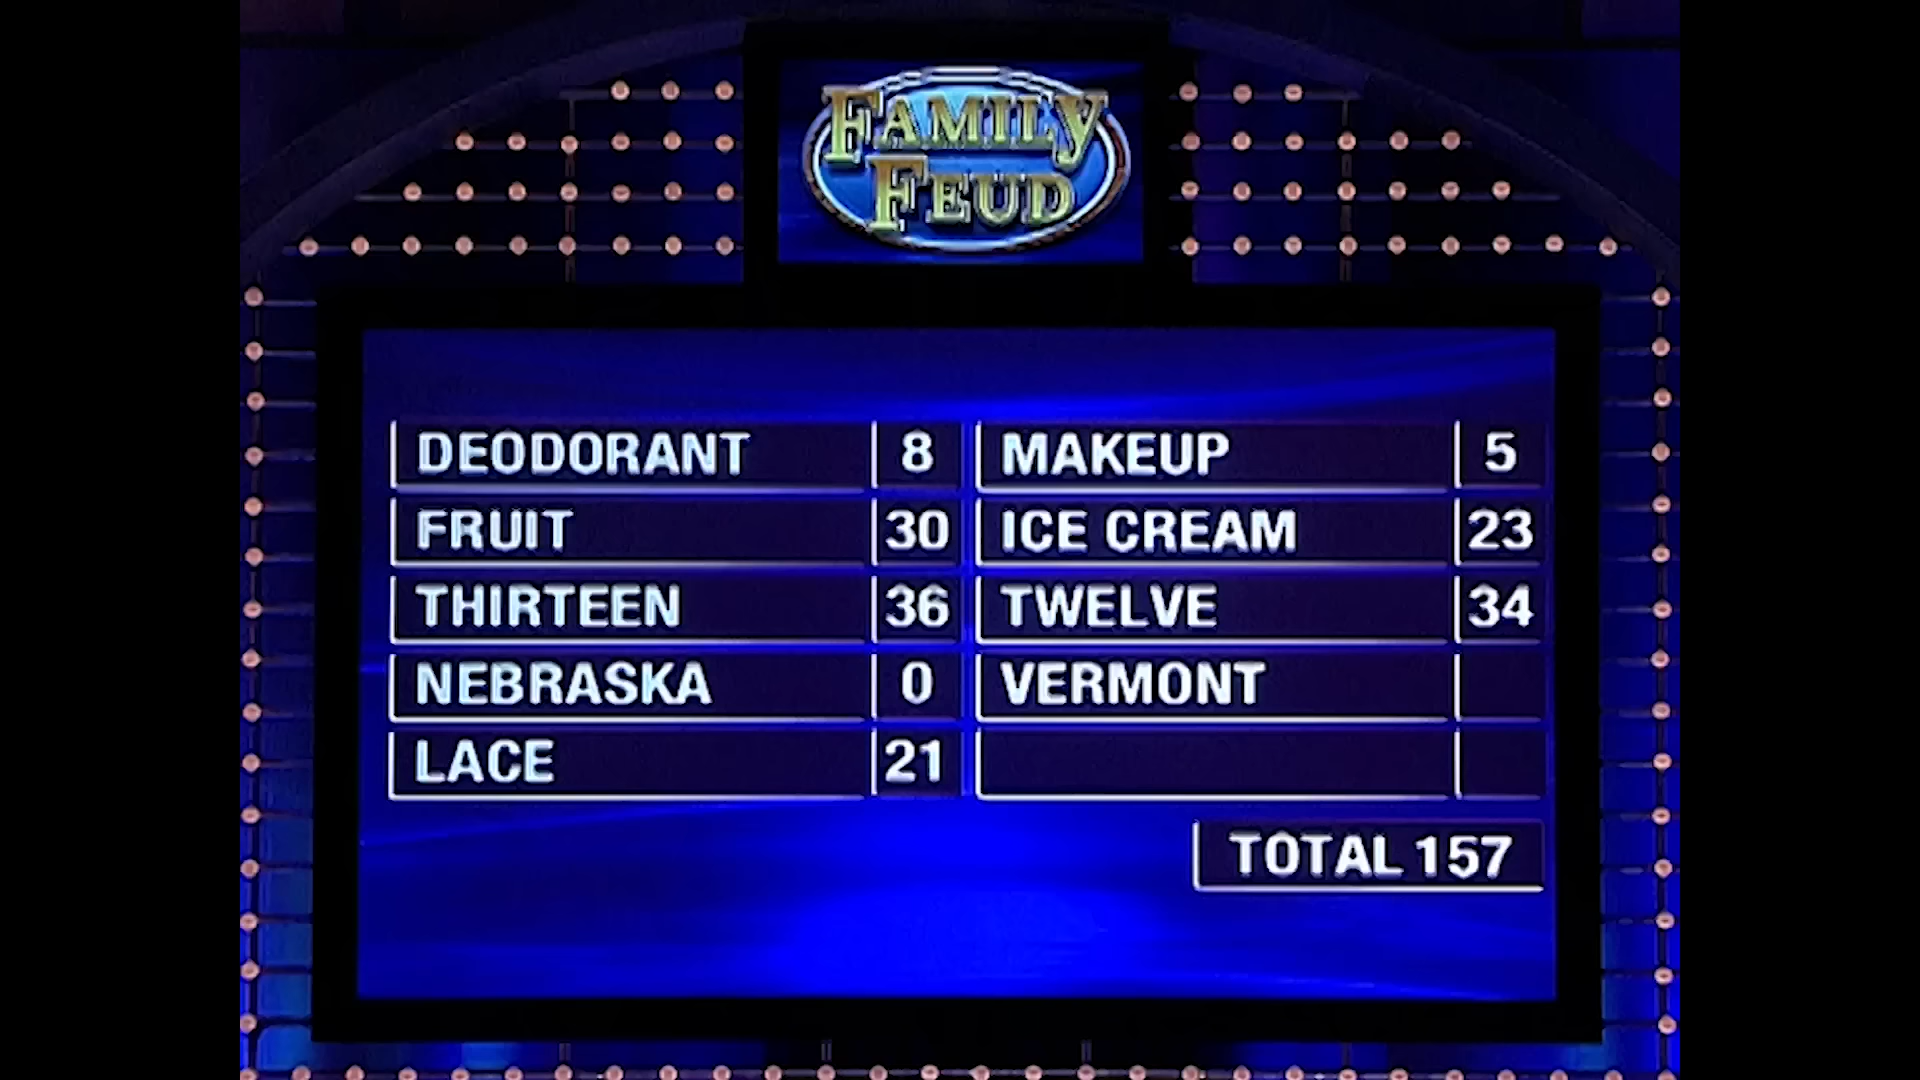 FAMILY
FEUD
DEODORANT 8 MAKEUP 5
FRUIT 30 ICE CREAM 23
THIRTEEN 36 TWELVE 34
NEBRASKA 0 VERMONT
LACE 21
TOTAL 157